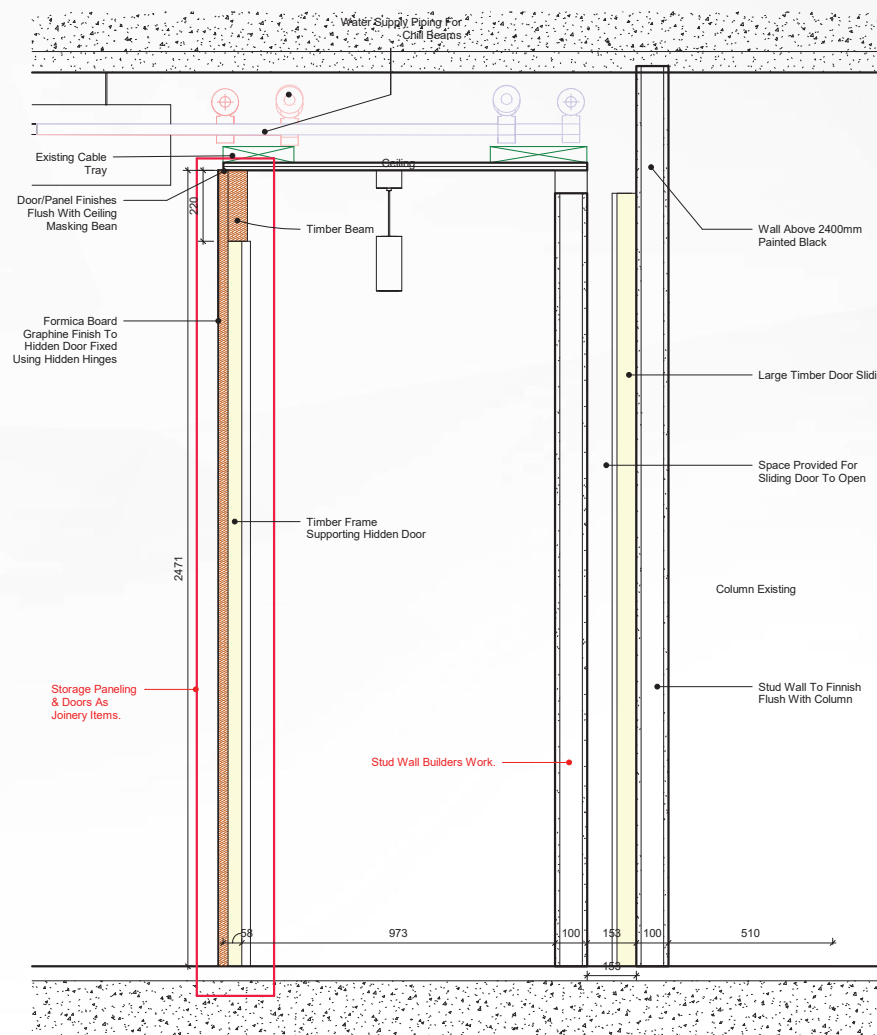 Water Supply Piping For
Chill Beams
Existing Cable
Tray
Ceiling
Door/Panel Finishes
Flush With Ceiling
Masking Bean
220
Timber Beam
Wall Above 2400mm
Painted Black
Formica Board
Graphine Finish To
Hidden Door Fixed
Using Hidden Hinges
Large Timber Door Slidi
Space Provided For
Sliding Door To Open
Timber Frame
Supporting Hidden Door
2471
Column Existing
Storage Paneling
& Doors As
Joinery Items.
Stud Wall To Finnish
Flush With Column
Stud Wall Builders Work.
58
973
100
153
100
510
153